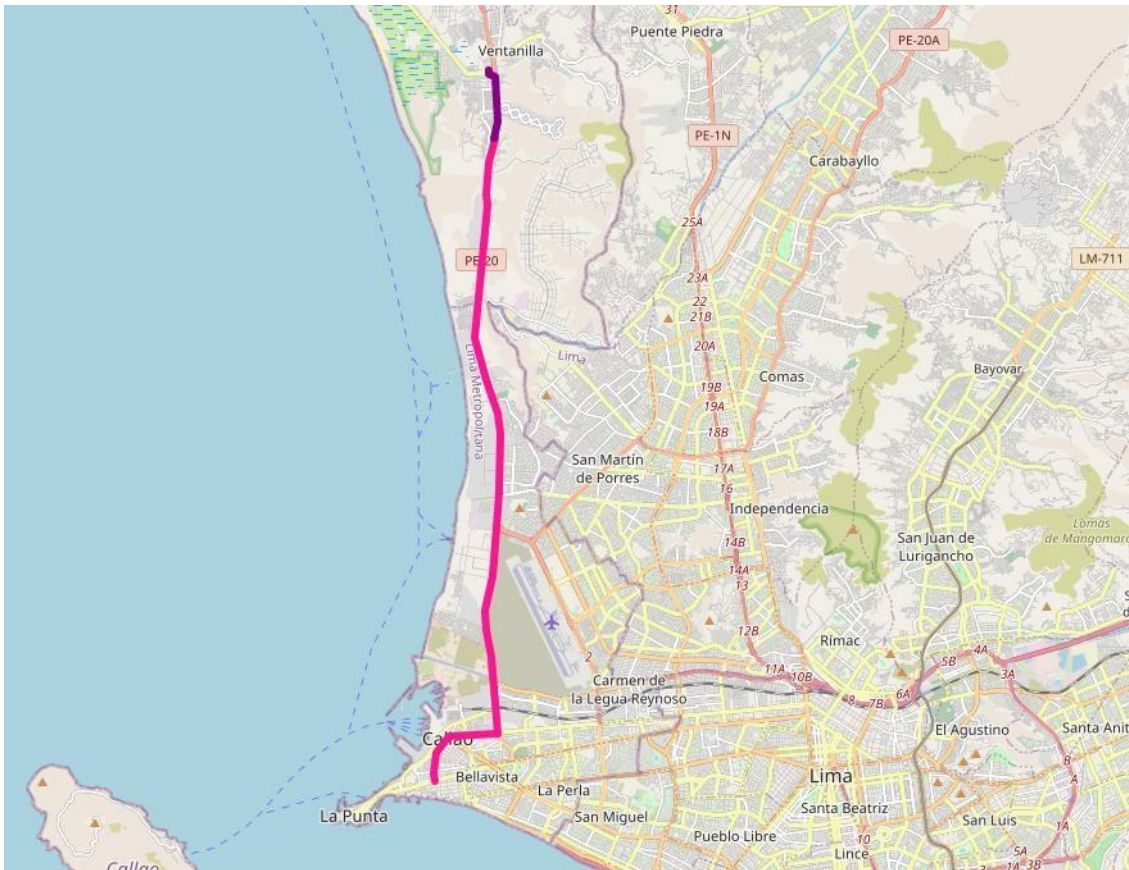 31
Puente Piedra
PE-20A
Ventanilla
PE-1N
Carabayllo
25A
LM-711
PE-20
23A
22
21B
20A
Lima
Lima Metropolitana
Comas
Bayovar
19B
19A
18B
San Martín
de Porres
17A
16
Independencia
Lomas
de Mangomarc
San Juan de
Lurigancho
14B
14A
13
12B
Rímac
2
11A
10B
8
7B
6A
5B
4A
3A
Carmen de
la Legua Reynoso
Callao
El Agustino
Santa Anit
Bellavista
La Perla
Lima
B
A
La Punta
San Miguel
Santa Beatriz
San Luis
Pueblo Libre
Lince
10
1A
5A
1A
3B
Callao